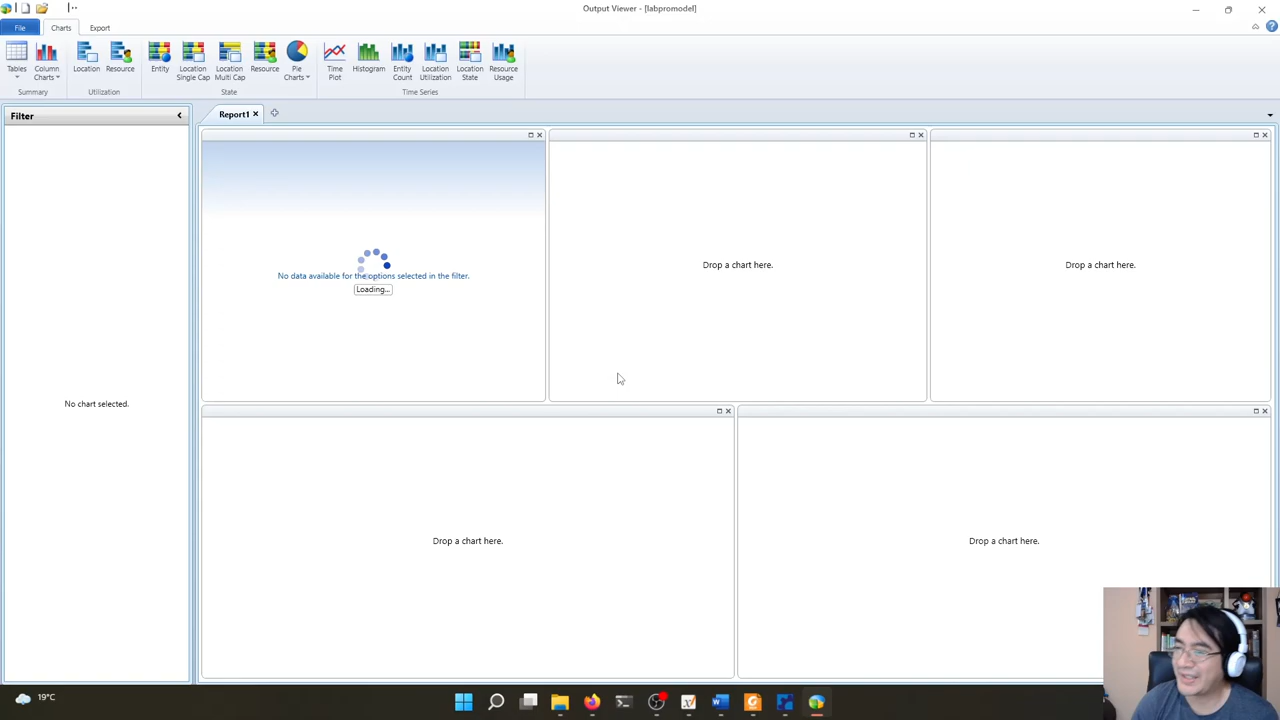 Output Viewer - [labpromodel]
File
Charts
Export
Tables
Column Charts
Location
Resource
Entity
Location Single Cap
Location Multi Cap
Resource
Pie Charts
Time Plot
Histogram
Entity Count
Location Utilization
Location State
Resource Usage
Summary
Utilization
State
Time Series
Filter
Report1
No data available for the options selected in the filter.
Loading...
Drop a chart here.
Drop a chart here.
No chart selected.
Drop a chart here.
Drop a chart here.
19°C